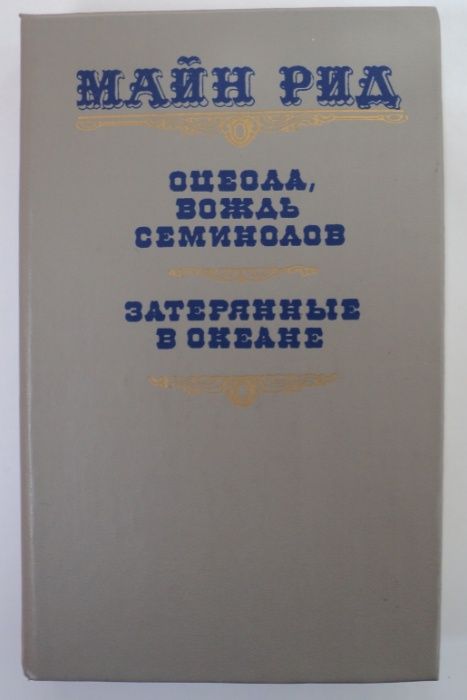 МАЙН РИД
ОЦЕОЛА,
ВОЖДЬ
СЕМИНОЛОВ
ЗАТЕРЯННЫЕ
В ОКЕАНЕ